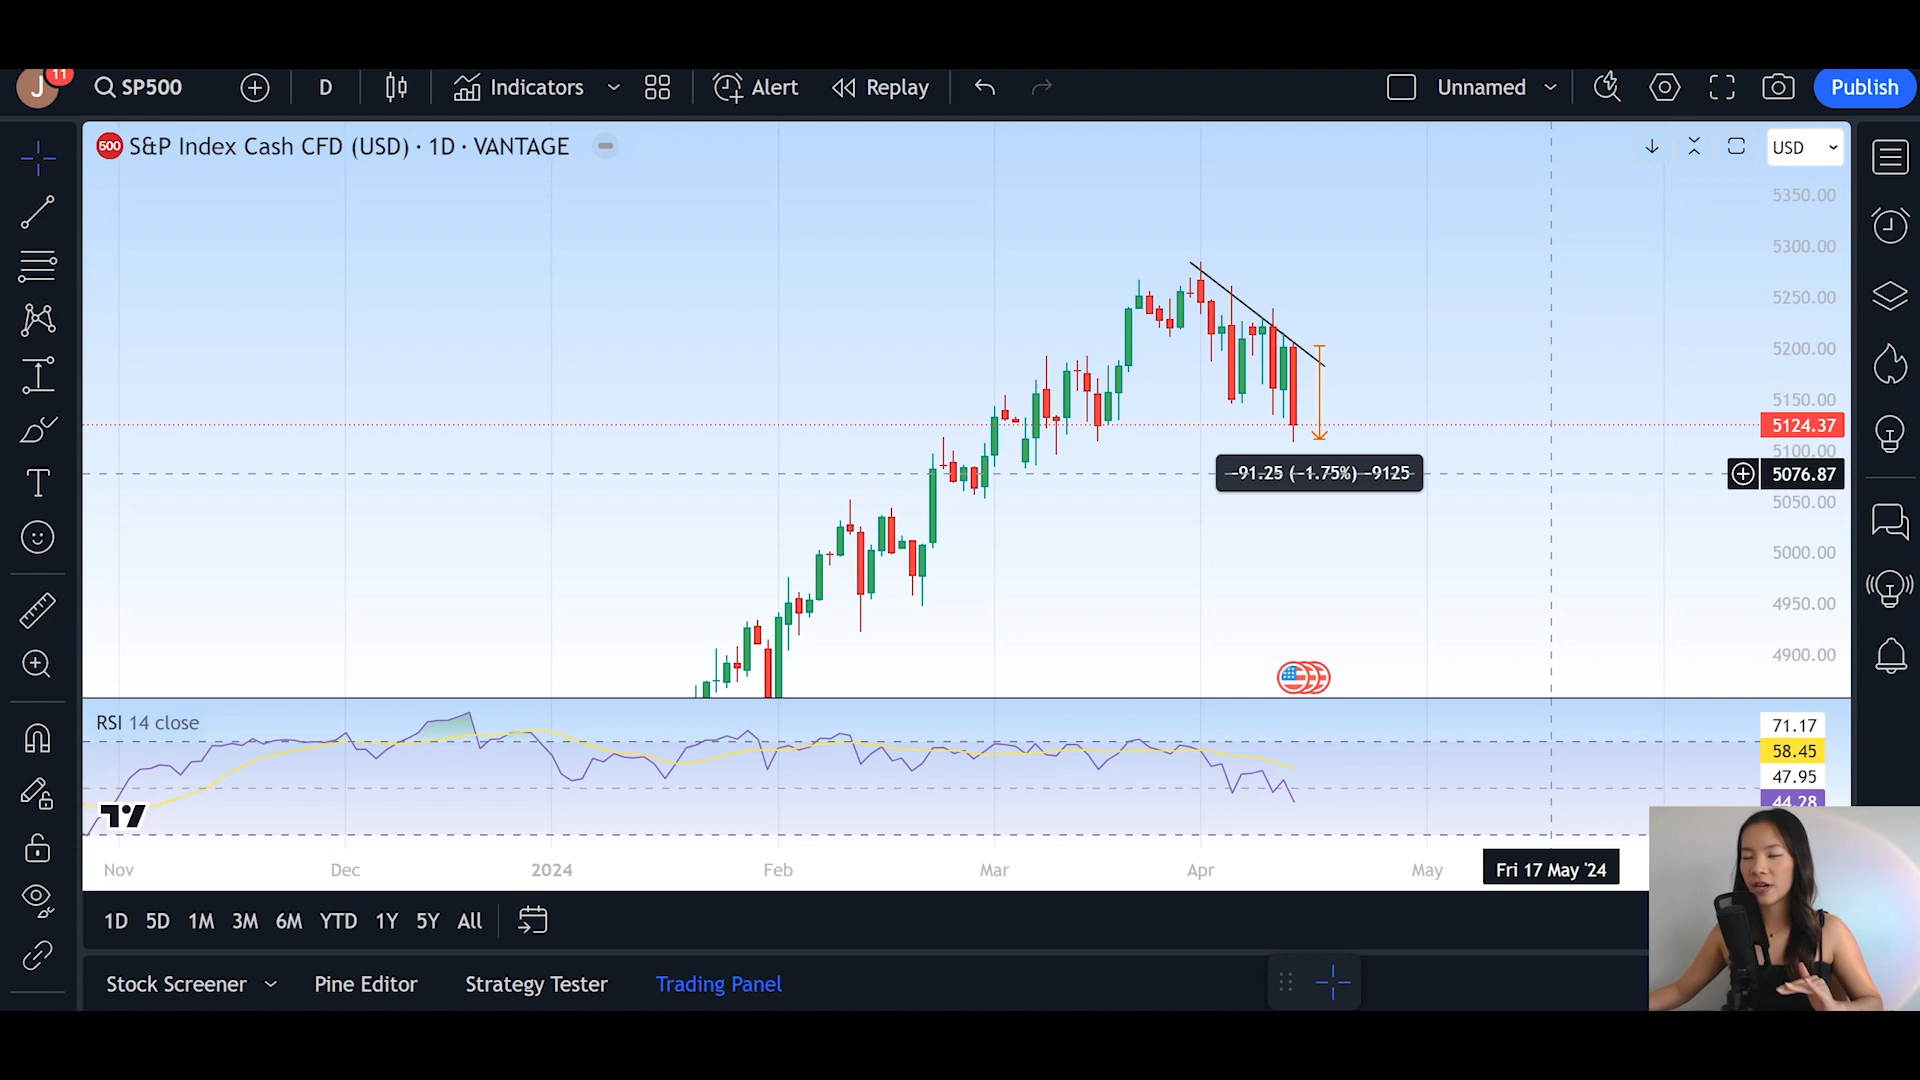 J 11 SP500 D Indicators Alert Replay Unnamed Publish
500 S&P Index Cash CFD (USD) · 1D · VANTAGE USD
5350.00
5300.00
5250.00
5200.00
5150.00
5124.37
5100.00
−91.25 (−1.75%) −9125
5076.87
5050.00
5000.00
4950.00
4900.00
RSI 14 close
71.17
58.45
47.95
44.28
Nov Dec 2024 Feb Mar Apr May Fri 17 May '24
1D 5D 1M 3M 6M YTD 1Y 5Y All
Stock Screener Pine Editor Strategy Tester Trading Panel